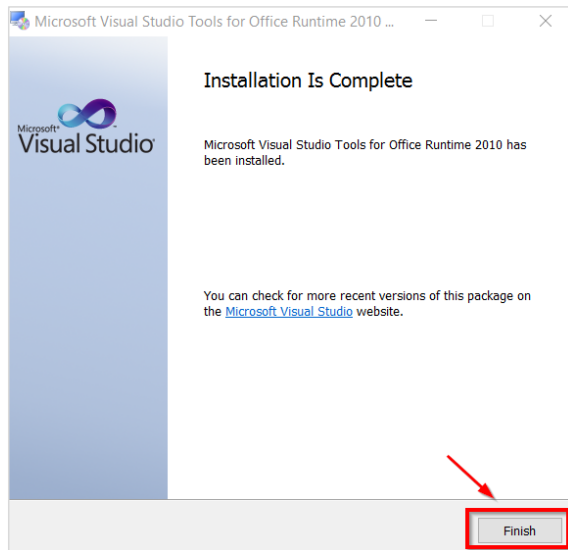 Microsoft Visual Studio Tools for Office Runtime 2010 ...
Installation Is Complete
Microsoft®
Visual Studio®
Microsoft Visual Studio Tools for Office Runtime 2010 has
been installed.
You can check for more recent versions of this package on
the Microsoft Visual Studio website.
Finish